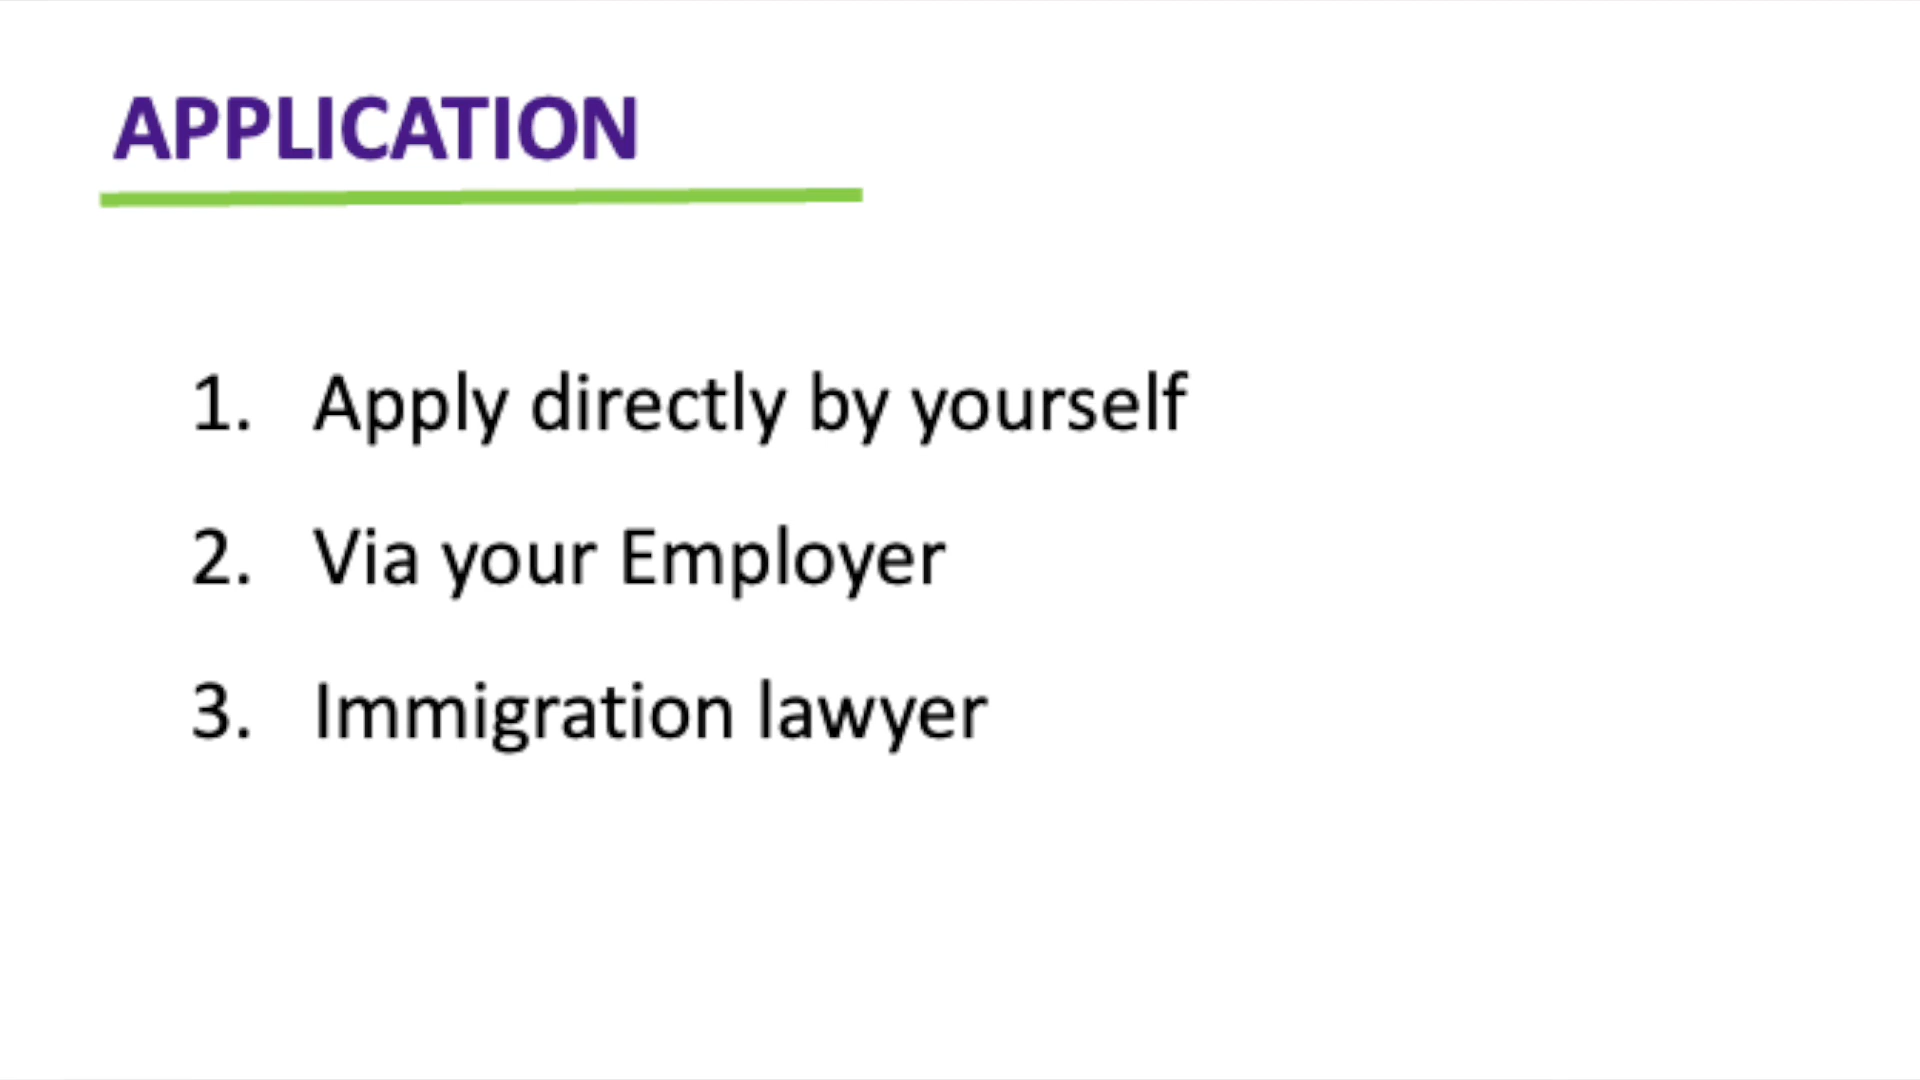 APPLICATION
1. Apply directly by yourself
2. Via your Employer
3. Immigration lawyer